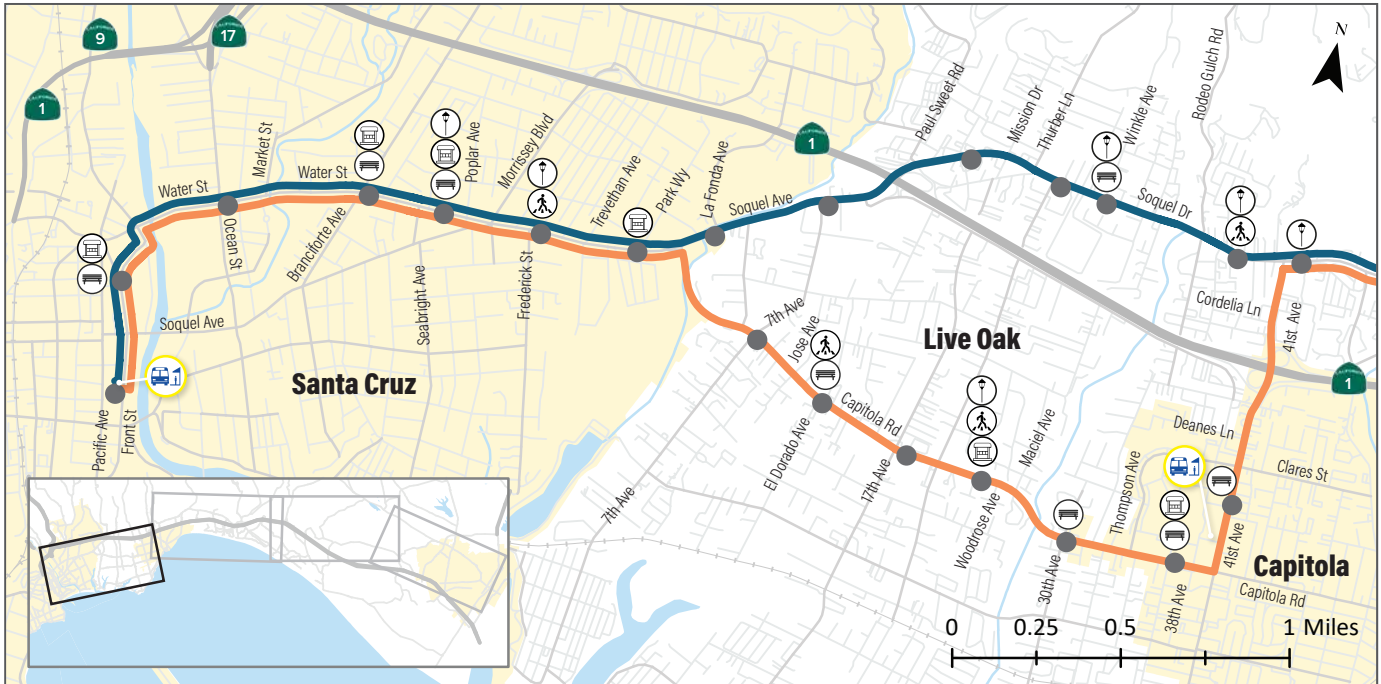 9
17
1
N
1
1
Market St
Water St
Water St
Ocean St
Branciforte Ave
Poplar Ave
Morrissey Blvd
Trevethan Ave
Park Wy
La Fonda Ave
Soquel Ave
Paul Sweet Rd
Mission Dr
Thurber Ln
Winkle Ave
Rodeo Gulch Rd
Soquel Dr
Cordelia Ln
41st Ave
Soquel Ave
Seabright Ave
Frederick St
7th Ave
Jose Ave
Live Oak
Santa Cruz
Pacific Ave
Front St
Capitola Rd
El Dorado Ave
17th Ave
7th Ave
Woodrose Ave
Maciel Ave
30th Ave
Thompson Ave
Deanes Ln
Clares St
41st Ave
38th Ave
Capitola
Capitola Rd
0 0.25 0.5 1 Miles